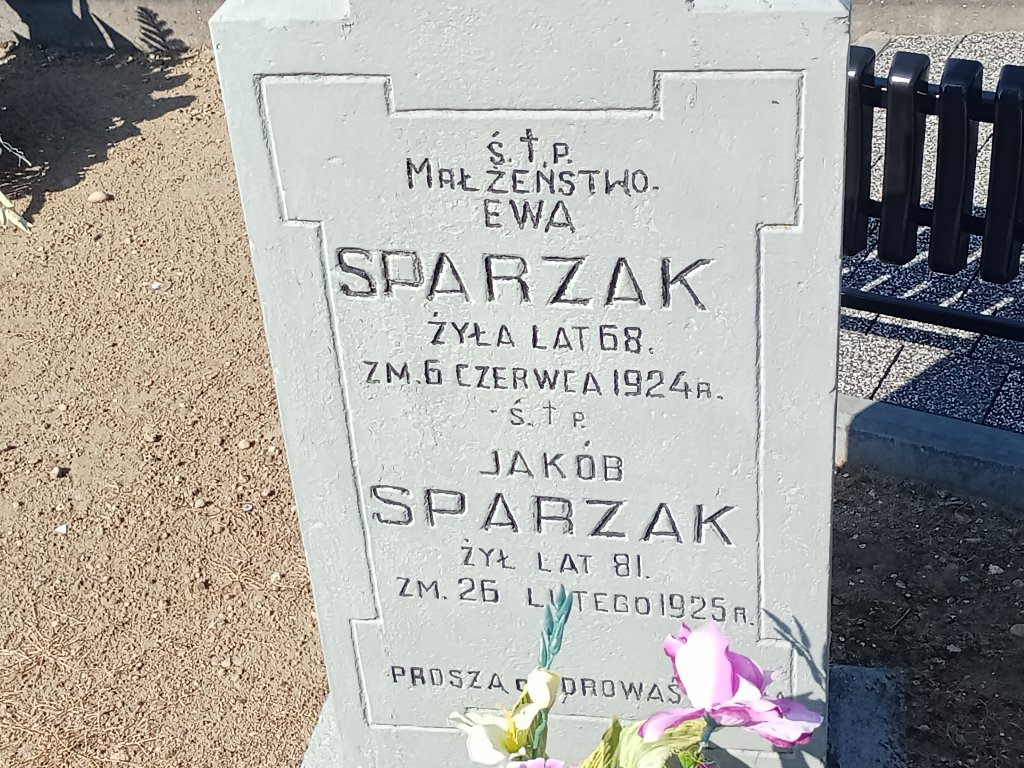 Ś.†.P.
MAŁŻEŃSTWO.
EWA
SPARZAK
ŻYŁA LAT 68.
ZM. 6 CZERWCA 1924 R.
Ś.†P.
JAKÓB
SPARZAK
ŻYŁ LAT 81.
ZM. 26 LUTEGO 1925 R.
PROSZĄ